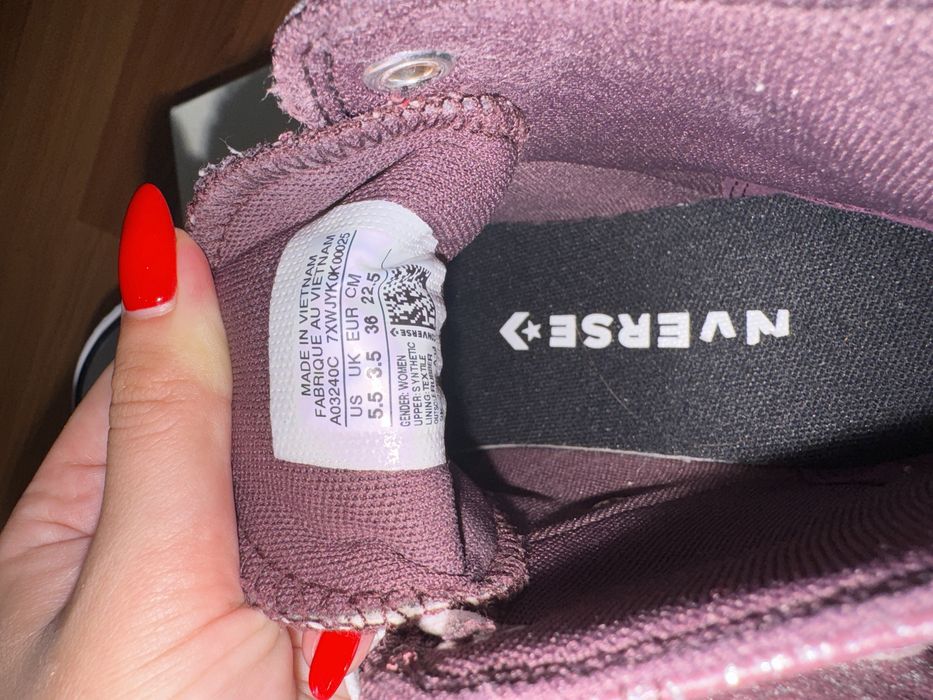 MADE IN VIETNAM
FABRIQUE AU VIETNAM
A03240C 7XWJYK0K00025
US UK EUR CM
5.5 3.5 36 22.5
CONVERSE
GENDER: WOMEN
UPPER: SYNTHETIC
LINING: TEXTILE
NVERSE